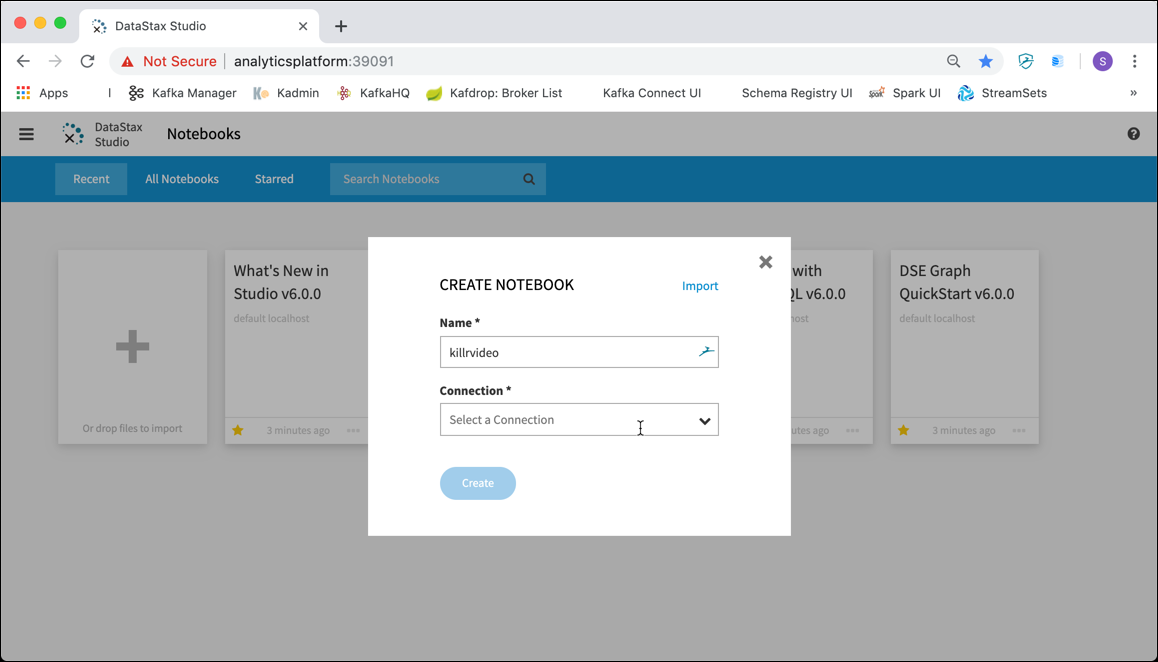 DataStax Studio
Not Secure
analyticsplatform:39091
S
Apps
Kafka Manager
Kadmin
KafkaHQ
Kafdrop: Broker List
Kafka Connect UI
Schema Registry UI
Spark UI
StreamSets
»
DataStax
Studio
Notebooks
Recent
All Notebooks
Starred
Search Notebooks
Or drop files to import
What's New in
Studio v6.0.0
default localhost
3 minutes ago
CREATE NOTEBOOK
Import
Name *
killrvideo
Connection *
Select a Connection
Create
with
QL v6.0.0
host
utes ago
DSE Graph
QuickStart v6.0.0
default localhost
3 minutes ago